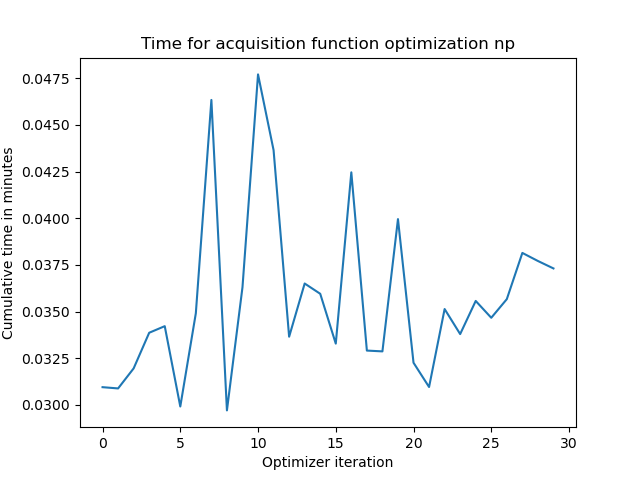 Time for acquisition function optimization np
Cumulative time in minutes
0.0475
0.0450
0.0425
0.0400
0.0375
0.0350
0.0325
0.0300
0 5 10 15 20 25 30
Optimizer iteration